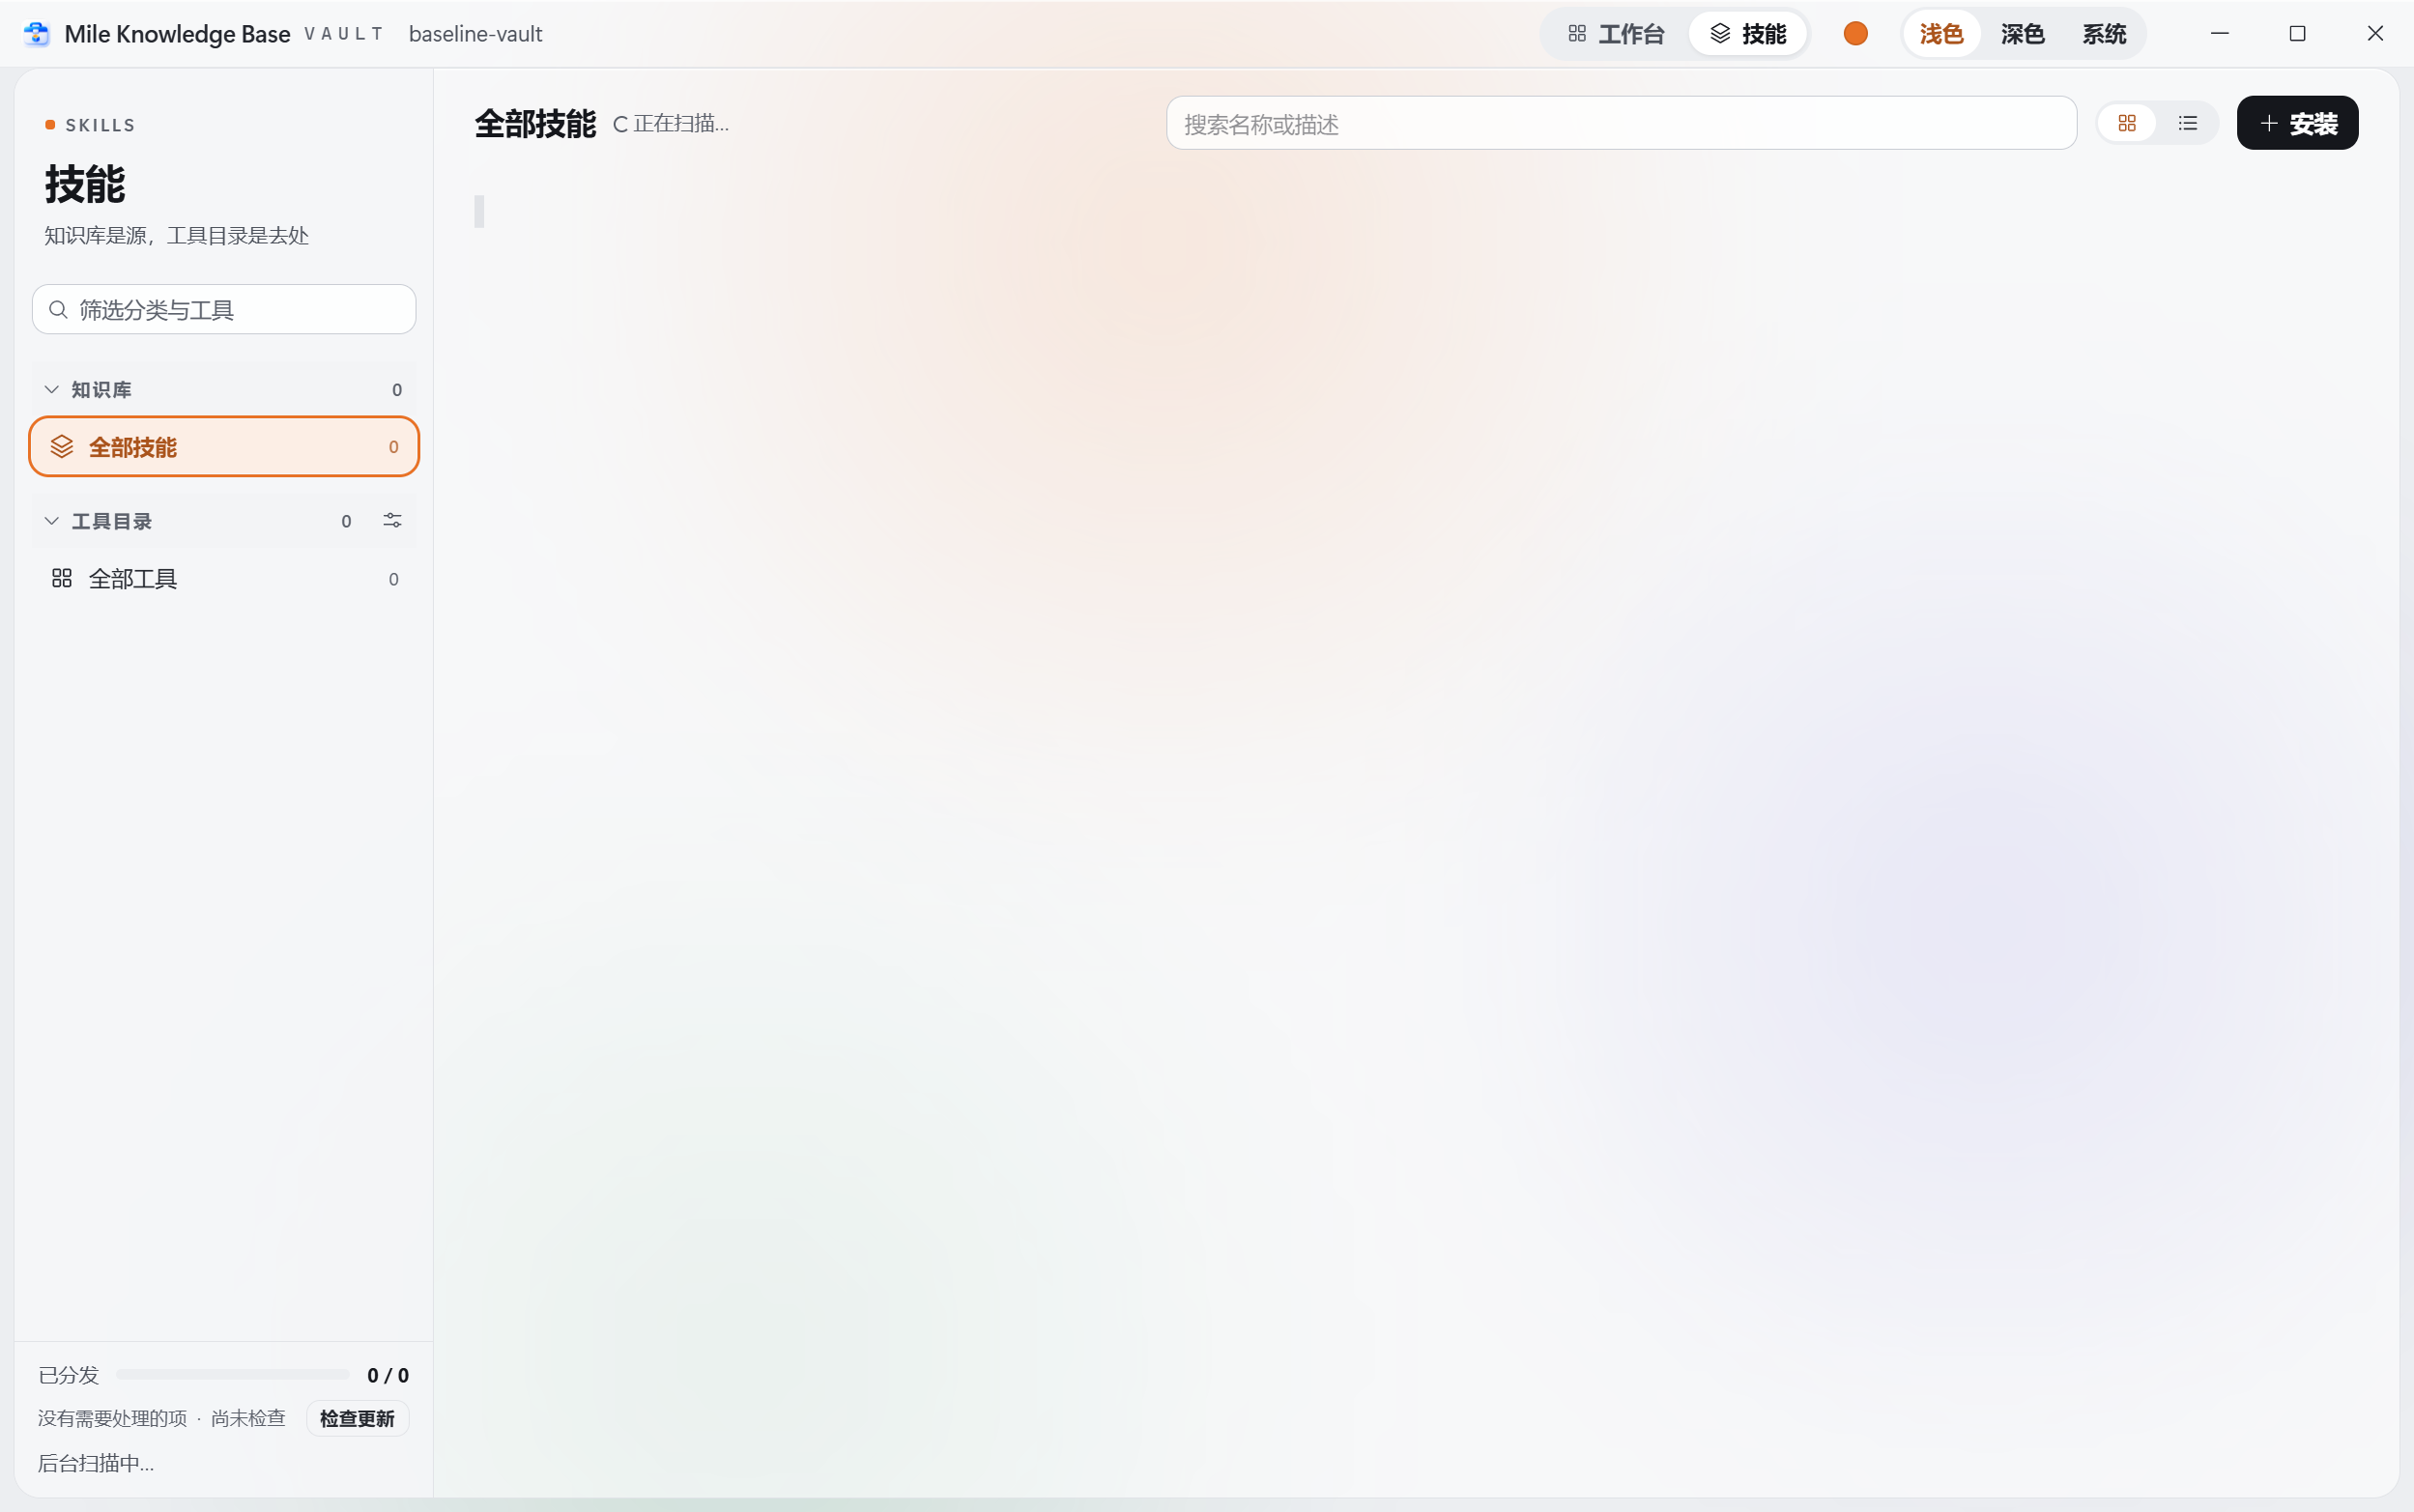 Mile Knowledge Base VAULT baseline-vault
工作台 技能 浅色 深色 系统
SKILLS
技能
知识库是源，工具目录是去处
筛选分类与工具
知识库 0
全部技能 0
工具目录 0
全部工具 0
已分发 0 / 0
没有需要处理的项 · 尚未检查 检查更新
后台扫描中...
全部技能 正在扫描...
搜索名称或描述
安装